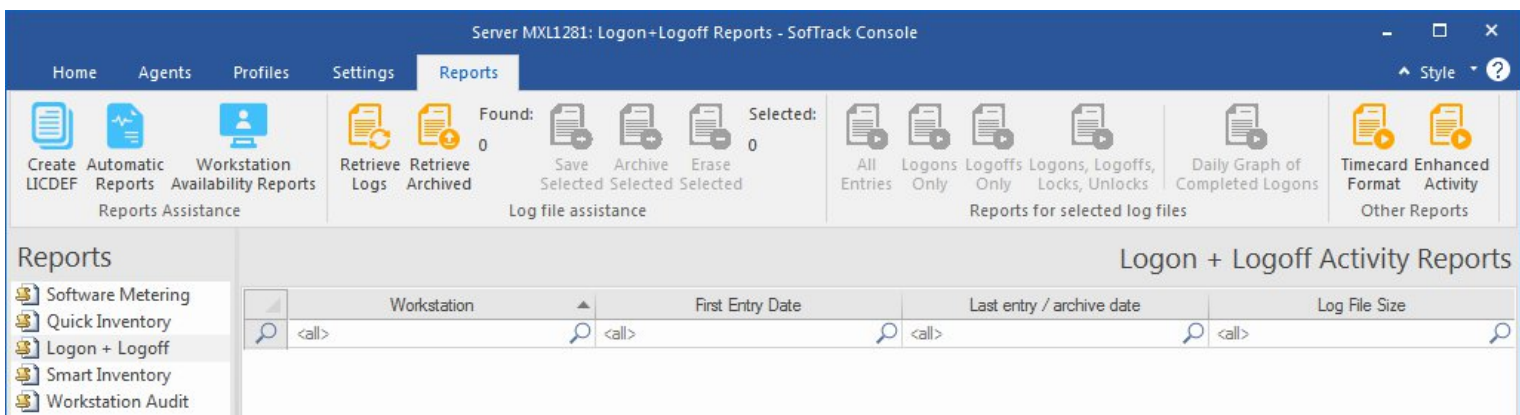 Server MXL1281: Logon+Logoff Reports - SofTrack Console
Home Agents Profiles Settings Reports Style ?
Create LICDEF
Automatic Reports
Workstation Availability Reports
Reports Assistance
Retrieve Logs
Retrieve Archived
Found:
0
Save Selected
Archive Selected
Erase Selected
Selected:
0
Log file assistance
All Entries
Logons Only
Logoffs Only
Logons, Logoffs, Locks, Unlocks
Daily Graph of Completed Logons
Reports for selected log files
Timecard Format
Enhanced Activity
Other Reports
Reports
Software Metering
Quick Inventory
Logon + Logoff
Smart Inventory
Workstation Audit
Logon + Logoff Activity Reports
Workstation First Entry Date Last entry / archive date Log File Size
<all> <all> <all> <all>